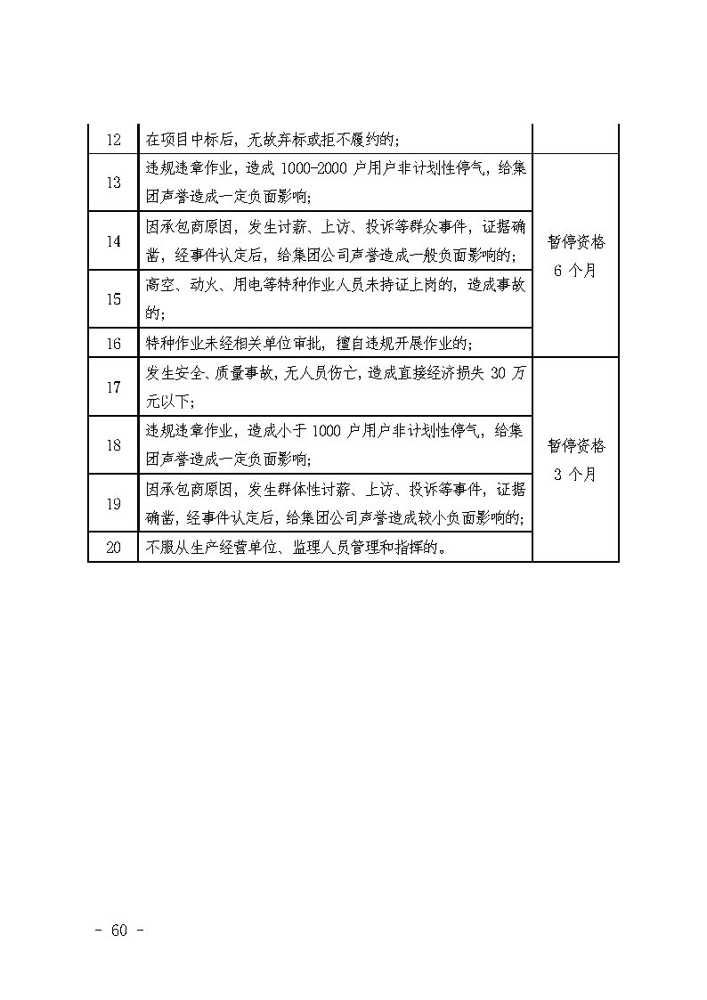 12 在项目中标后，无故弃标或拒不履约的；
13 违规违章作业，造成 1000-2000 户用户非计划性停气，给集
团声誉造成一定负面影响；
14 因承包商原因，发生讨薪、上访、投诉等群众事件，证据确
凿，经事件认定后，给集团公司声誉造成一般负面影响的；
暂停资格
6 个月
15 高空、动火、用电等特种作业人员未持证上岗的，造成事故
的；
16 特种作业未经相关单位审批，擅自违规开展作业的；
17 发生安全、质量事故，无人员伤亡，造成直接经济损失 30 万
元以下；
18 违规违章作业，造成小于 1000 户用户非计划性停气，给集
团声誉造成一定负面影响；
暂停资格
3 个月
19 因承包商原因，发生群体性讨薪、上访、投诉等事件，证据
确凿，经事件认定后，给集团公司声誉造成较小负面影响的；
20 不服从生产经营单位、监理人员管理和指挥的。
- 60 -